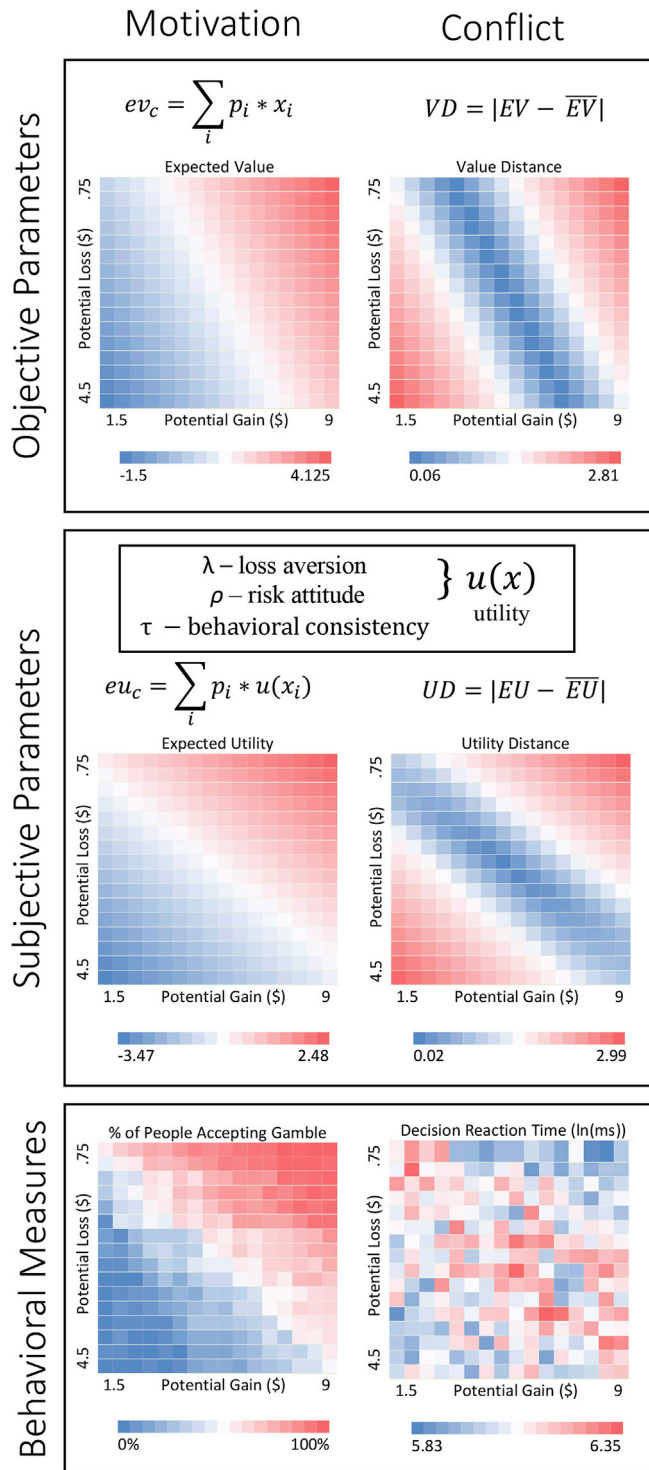 Motivation
Conflict
Objective Parameters
ev_c = ∑_i p_i * x_i
VD = |EV − \overline{EV}|
Expected Value
Value Distance
.75
Potential Loss ($)
4.5
1.5
Potential Gain ($)
9
.75
Potential Loss ($)
4.5
1.5
Potential Gain ($)
9
-1.5
4.125
0.06
2.81
Subjective Parameters
λ – loss aversion
ρ – risk attitude
} u(x)
utility
τ – behavioral consistency
eu_c = ∑_i p_i * u(x_i)
UD = |EU − \overline{EU}|
Expected Utility
Utility Distance
.75
Potential Loss ($)
4.5
1.5
Potential Gain ($)
9
.75
Potential Loss ($)
4.5
1.5
Potential Gain ($)
9
-3.47
2.48
0.02
2.99
Behavioral Measures
% of People Accepting Gamble
Decision Reaction Time (ln(ms))
.75
Potential Loss ($)
4.5
1.5
Potential Gain ($)
9
.75
Potential Loss ($)
4.5
1.5
Potential Gain ($)
9
0%
100%
5.83
6.35